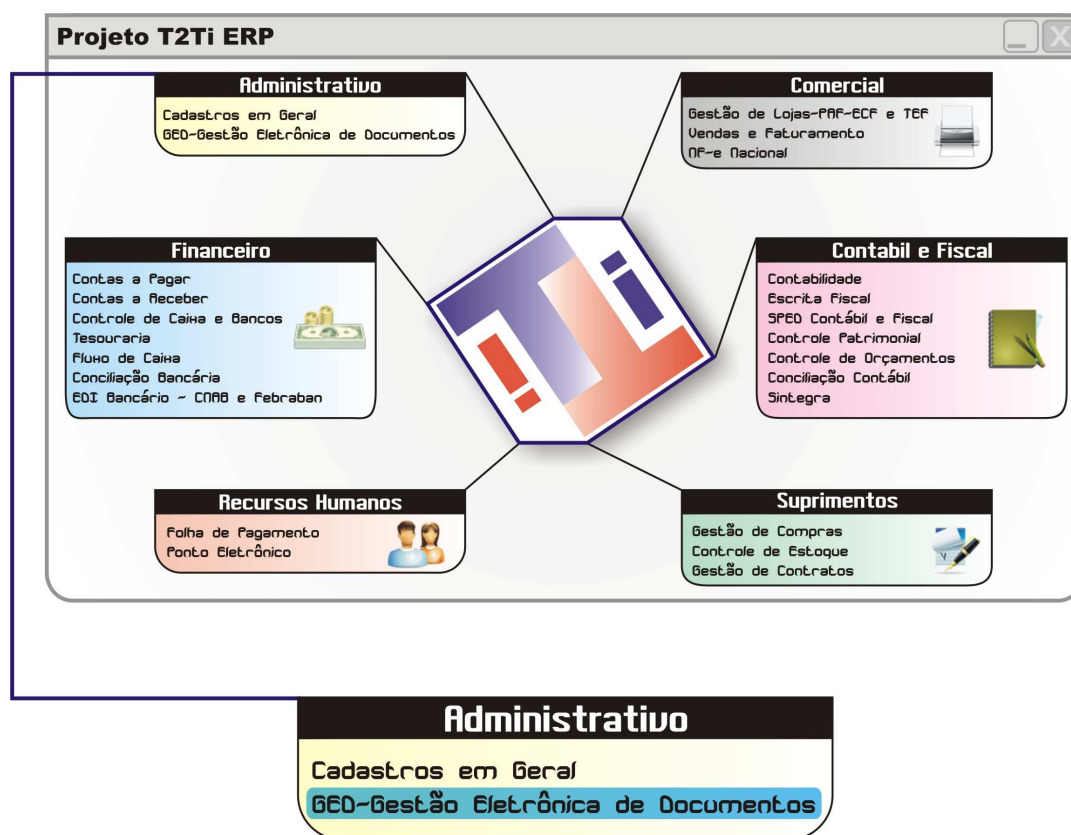 Projeto T2Ti ERP
Administrativo
Cadastros em Geral
GED-Gestão Eletrônica de Documentos
Comercial
Gestão de Lojas-PAF-ECF e TEF
Vendas e Faturamento
NF-e Nacional
Financeiro
Contas a Pagar
Contas a Receber
Controle de Caixa e Bancos
Tesouraria
Fluxo de Caixa
Conciliação Bancária
EDI Bancário - CNAB e Febraban
Contabil e Fiscal
Contabilidade
Escrita Fiscal
SPED Contábil e Fiscal
Controle Patrimonial
Controle de Orçamentos
Conciliação Contábil
Sintegra
Recursos Humanos
Folha de Pagamento
Ponto Eletrônico
Suprimentos
Gestão de Compras
Controle de Estoque
Gestão de Contratos
Administrativo
Cadastros em Geral
GED-Gestão Eletrônica de Documentos